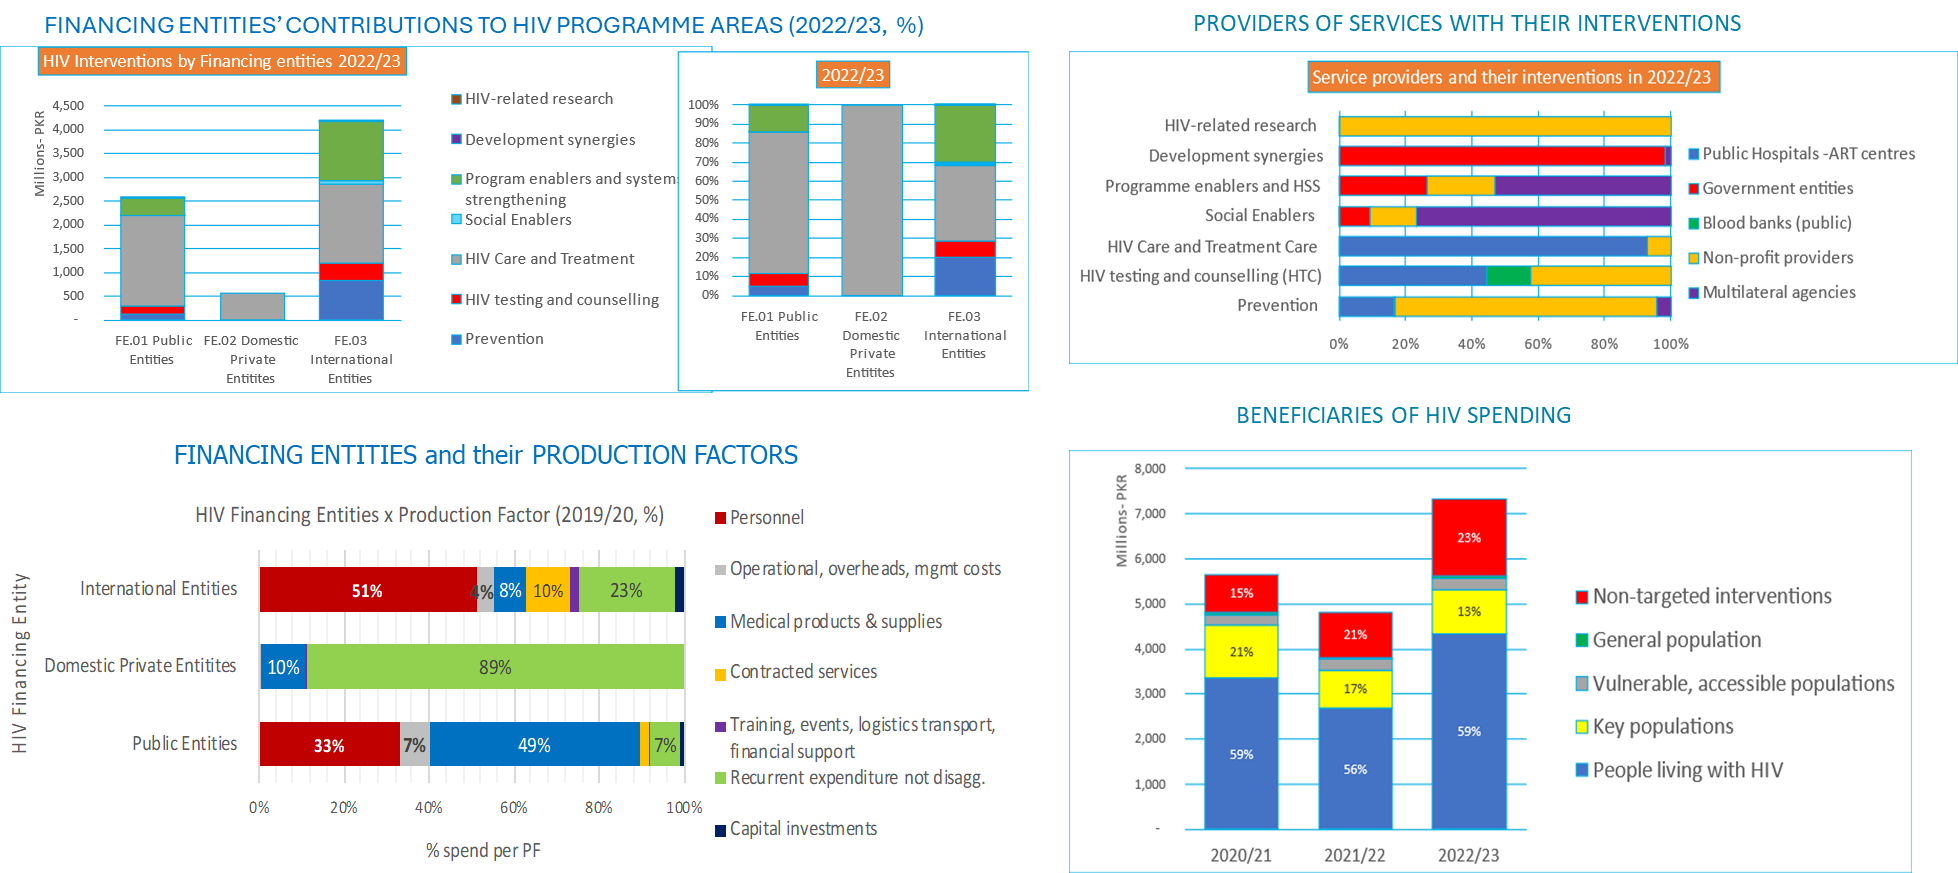 FINANCING ENTITIES' CONTRIBUTIONS TO HIV PROGRAMME AREAS (2022/23, %)
HIV Interventions by Financing entities 2022/23
Millions- PKR
4,500
4,000
3,500
3,000
2,500
2,000
1,500
1,000
500
-
FE.01 Public
Entities
FE.02 Domestic
Private
Entitites
FE.03
International
Entities
HIV-related research
Development synergies
Program enablers and systems
strengthening
Social Enablers
HIV Care and Treatment
HIV testing and counselling
Prevention
2022/23
100%
90%
80%
70%
60%
50%
40%
30%
20%
10%
0%
FE.01 Public
Entities
FE.02
Domestic
Private
Entitites
FE.03
International
Entities
PROVIDERS OF SERVICES WITH THEIR INTERVENTIONS
Service providers and their interventions in 2022/23
HIV-related research
Development synergies
Programme enablers and HSS
Social Enablers
HIV Care and Treatment Care
HIV testing and counselling (HTC)
Prevention
0% 20% 40% 60% 80% 100%
Public Hospitals -ART centres
Government entities
Blood banks (public)
Non-profit providers
Multilateral agencies
FINANCING ENTITIES and their PRODUCTION FACTORS
HIV Financing Entities x Production Factor (2019/20, %)
HIV Financing Entity
International Entities
51% 4% 8% 10% 23%
Domestic Private Entitites
10% 89%
Public Entities
33% 7% 49% 7%
0% 20% 40% 60% 80% 100%
% spend per PF
Personnel
Operational, overheads, mgmt costs
Medical products & supplies
Contracted services
Training, events, logistics transport,
financial support
Recurrent expenditure not disagg.
Capital investments
BENEFICIARIES OF HIV SPENDING
Millions- PKR
8,000
7,000
6,000
5,000
4,000
3,000
2,000
1,000
-
15%
21%
59%
21%
17%
56%
23%
13%
59%
2020/21 2021/22 2022/23
Non-targeted interventions
General population
Vulnerable, accessible populations
Key populations
People living with HIV